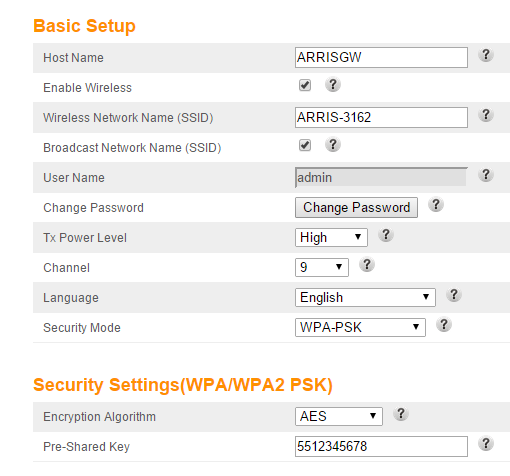 Basic Setup
Host Name ARRISGW ?
Enable Wireless ?
Wireless Network Name (SSID) ARRIS-3162 ?
Broadcast Network Name (SSID) ?
User Name admin ?
Change Password Change Password ?
Tx Power Level High ?
Channel 9 ?
Language English ?
Security Mode WPA-PSK ?
Security Settings(WPA/WPA2 PSK)
Encryption Algorithm AES ?
Pre-Shared Key 5512345678 ?